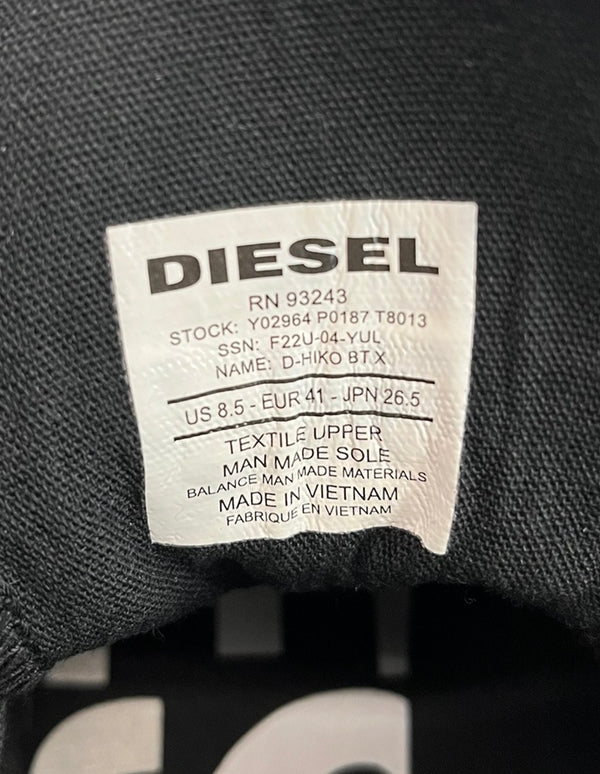 DIESEL
RN 93243
STOCK: Y02964 P0187 T8013
SSN: F22U-04-YUL
NAME: D-HIKO BT X
US 8.5 - EUR 41 - JPN 26.5
TEXTILE UPPER
MAN MADE SOLE
BALANCE MAN MADE MATERIALS
MADE IN VIETNAM
FABRIQUE EN VIETNAM